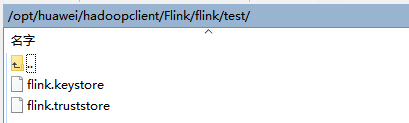 /opt/huawei/hadoopclient/Flink/flink/test/
名字
..
flink.keystore
flink.truststore